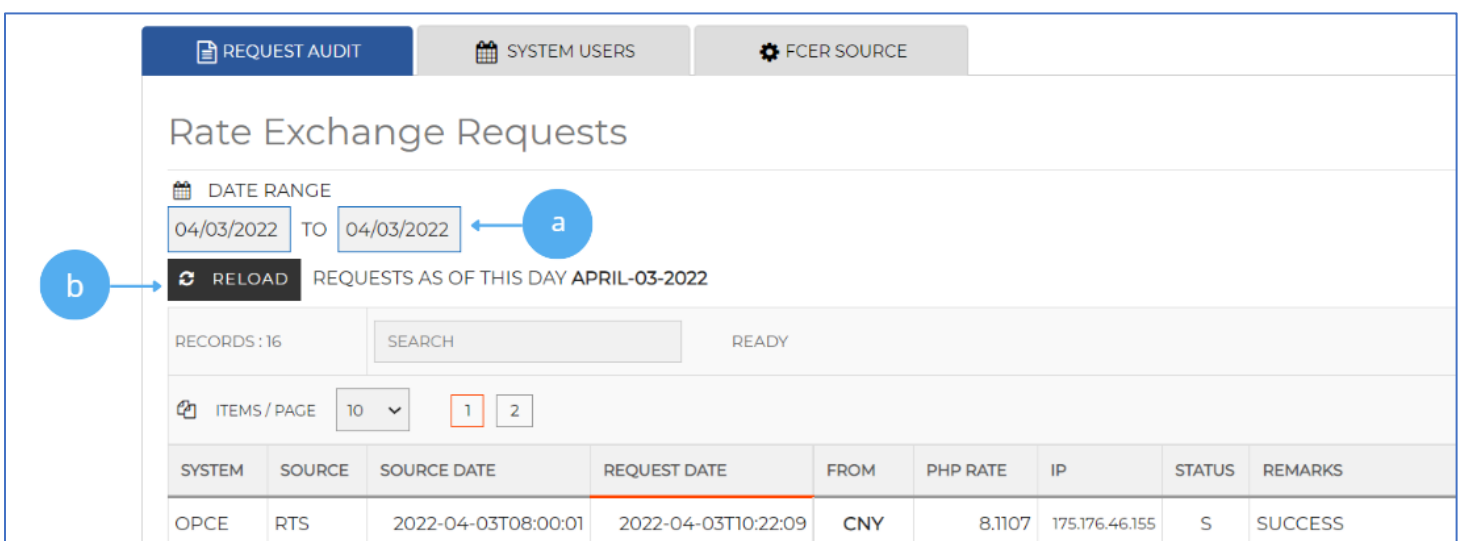 REQUEST AUDIT SYSTEM USERS FCER SOURCE
Rate Exchange Requests
DATE RANGE
04/03/2022 TO 04/03/2022 a
b RELOAD REQUESTS AS OF THIS DAY APRIL-03-2022
RECORDS : 16 SEARCH READY
ITEMS / PAGE 10 1 2
SYSTEM SOURCE SOURCE DATE REQUEST DATE FROM PHP RATE IP STATUS REMARKS
OPCE RTS 2022-04-03T08:00:01 2022-04-03T10:22:09 CNY 8.1107 175.176.46.155 S SUCCESS